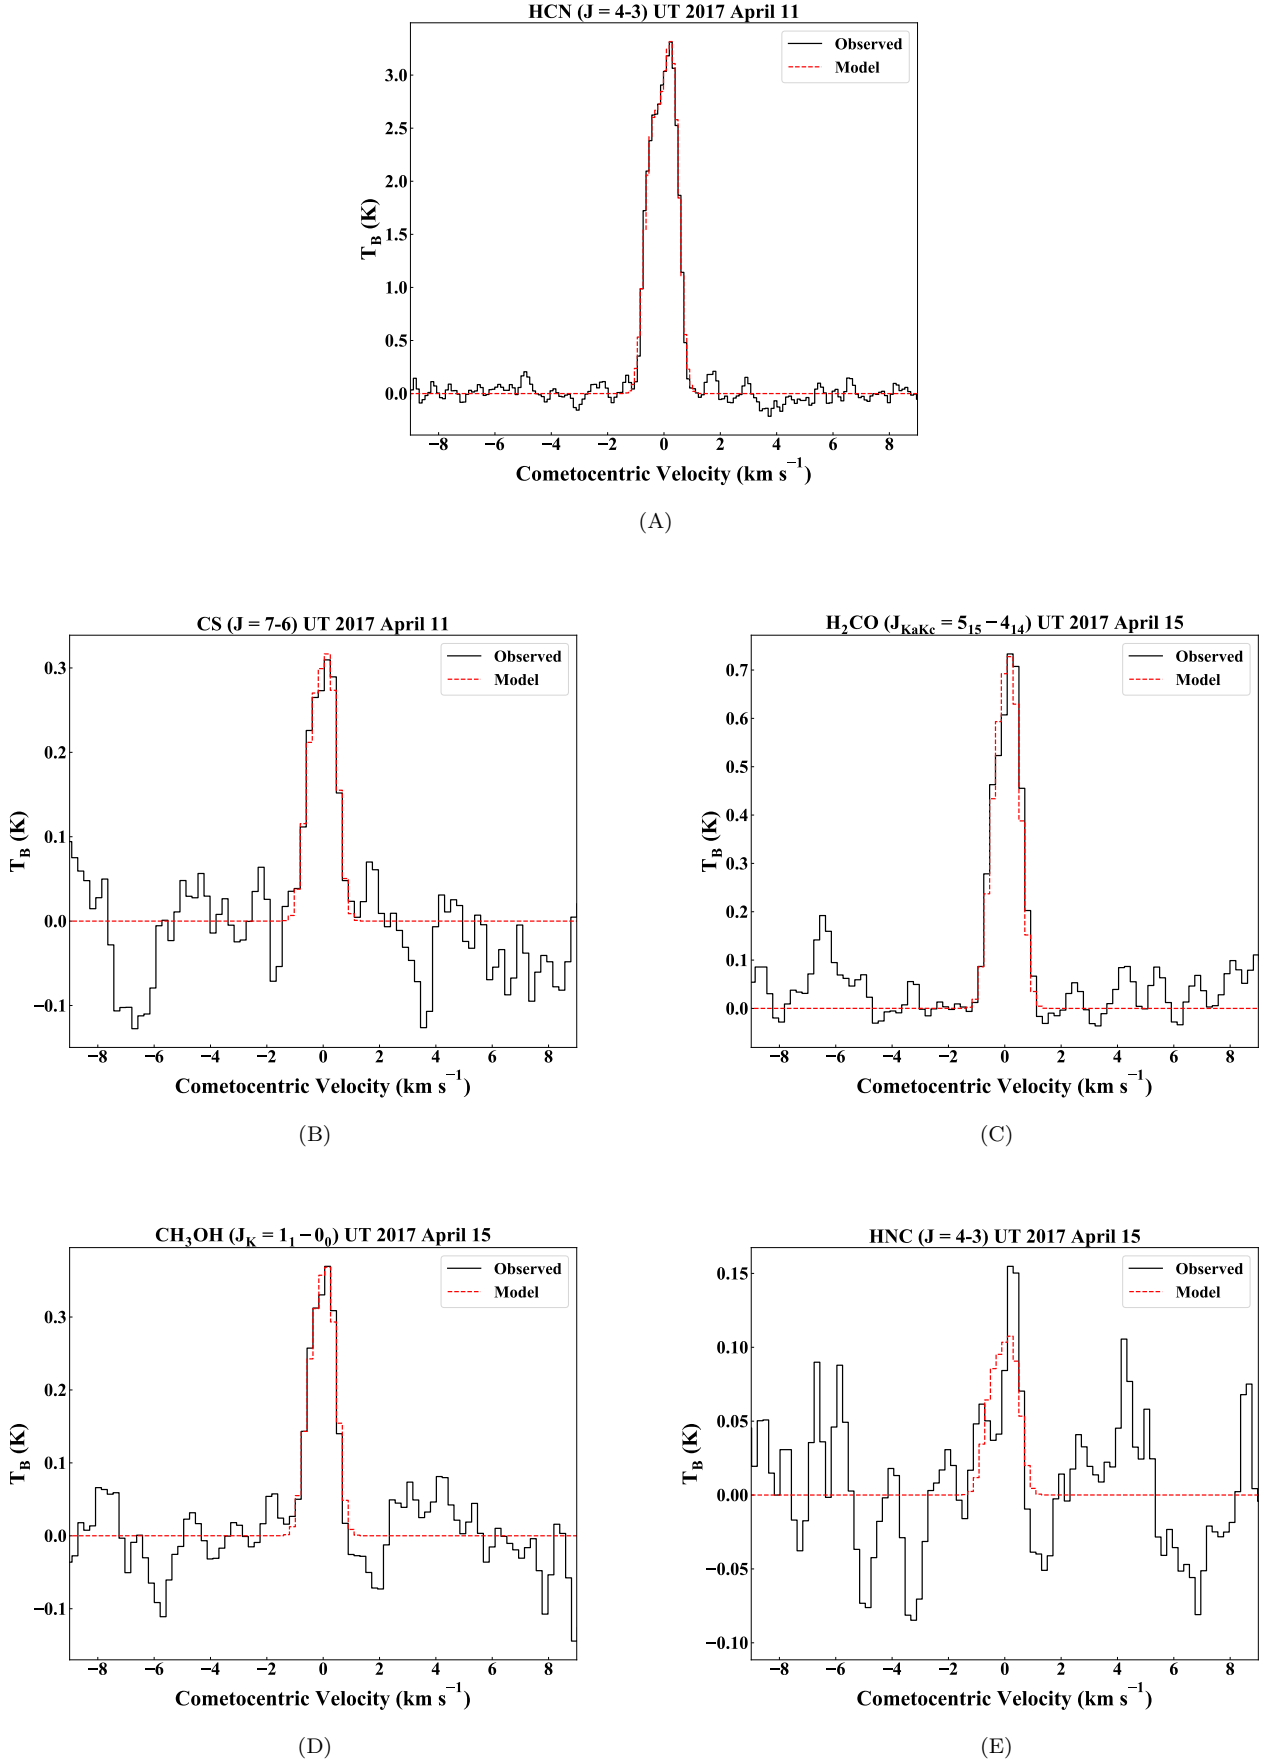 HCN (J = 4-3) UT 2017 April 11
Observed
Model
3.0
2.5
2.0
1.5
1.0
0.5
0.0
T_B (K)
−8 −6 −4 −2 0 2 4 6 8
Cometocentric Velocity (km s⁻¹)
(A)
CS (J = 7-6) UT 2017 April 11
Observed
Model
0.3
0.2
0.1
0.0
−0.1
T_B (K)
−8 −6 −4 −2 0 2 4 6 8
Cometocentric Velocity (km s⁻¹)
(B)
H₂CO (J_KaKc = 5₁₅−4₁₄) UT 2017 April 15
Observed
Model
0.7
0.6
0.5
0.4
0.3
0.2
0.1
0.0
T_B (K)
−8 −6 −4 −2 0 2 4 6 8
Cometocentric Velocity (km s⁻¹)
(C)
CH₃OH (J_K = 1₁−0₀) UT 2017 April 15
Observed
Model
0.3
0.2
0.1
0.0
−0.1
T_B (K)
−8 −6 −4 −2 0 2 4 6 8
Cometocentric Velocity (km s⁻¹)
(D)
HNC (J = 4-3) UT 2017 April 15
Observed
Model
0.15
0.10
0.05
0.00
−0.05
−0.10
T_B (K)
−8 −6 −4 −2 0 2 4 6 8
Cometocentric Velocity (km s⁻¹)
(E)